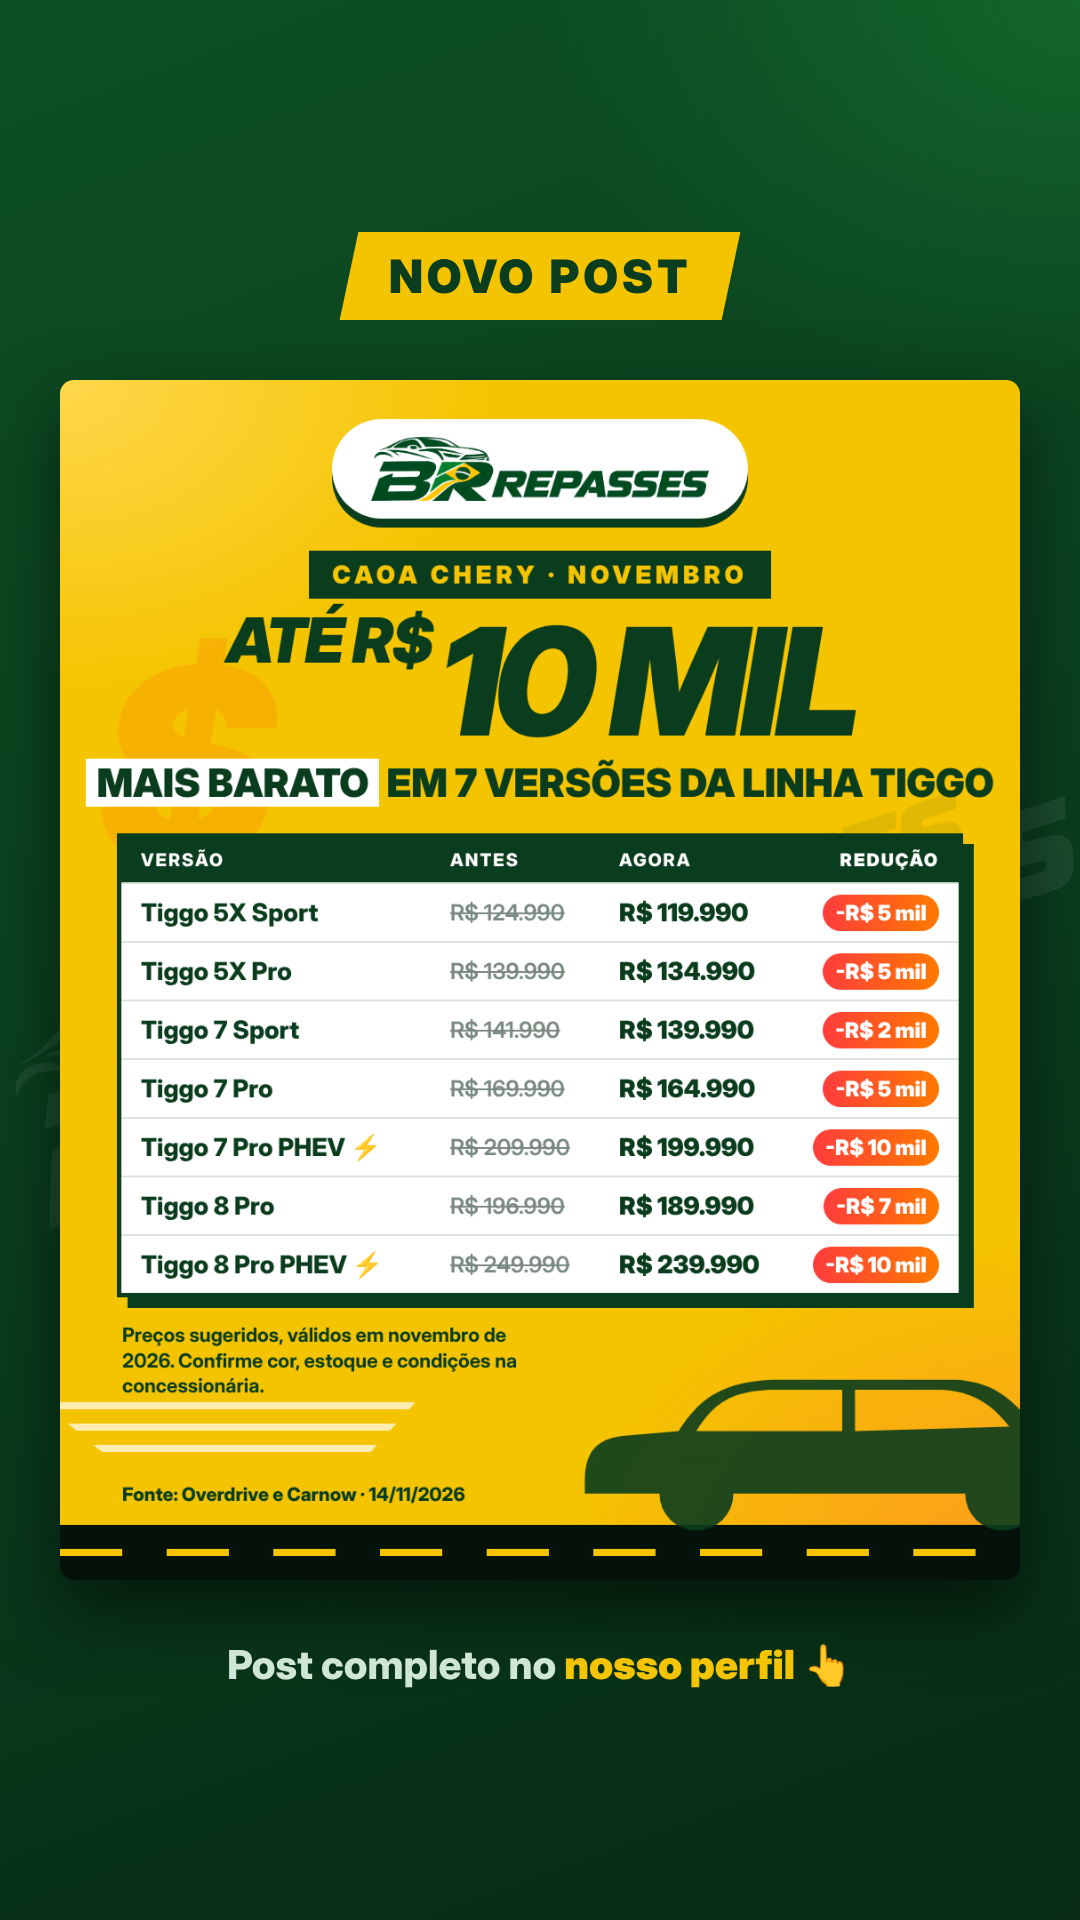 NOVO POST
BR REPASSES
CAOA CHERY · NOVEMBRO
ATÉ R$ 10 MIL
MAIS BARATO EM 7 VERSÕES DA LINHA TIGGO
VERSÃO ANTES AGORA REDUÇÃO
Tiggo 5X Sport R$ 124.990 R$ 119.990 -R$ 5 mil
Tiggo 5X Pro R$ 139.990 R$ 134.990 -R$ 5 mil
Tiggo 7 Sport R$ 141.990 R$ 139.990 -R$ 2 mil
Tiggo 7 Pro R$ 169.990 R$ 164.990 -R$ 5 mil
Tiggo 7 Pro PHEV ⚡ R$ 209.990 R$ 199.990 -R$ 10 mil
Tiggo 8 Pro R$ 196.990 R$ 189.990 -R$ 7 mil
Tiggo 8 Pro PHEV ⚡ R$ 249.990 R$ 239.990 -R$ 10 mil
Preços sugeridos, válidos em novembro de
2026. Confirme cor, estoque e condições na
concessionária.
Fonte: Overdrive e Carnow · 14/11/2026
Post completo no nosso perfil 👆